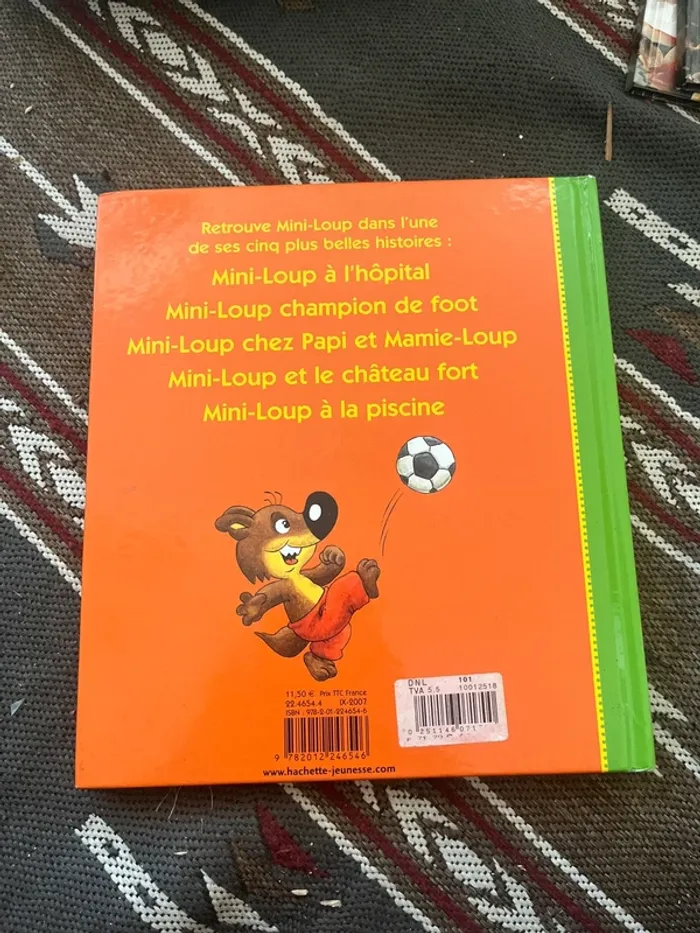 Retrouve Mini-Loup dans l'une
de ses cinq plus belles histoires :
Mini-Loup à l'hôpital
Mini-Loup champion de foot
Mini-Loup chez Papi et Mamie-Loup
Mini-Loup et le château fort
Mini-Loup à la piscine
11,50 € Prix TTC France
22.4654.4 IX-2007
ISBN : 978-2-01-224654-6
9 782012 246546
www.hachette-jeunesse.com
DNL 101
TVA 5.5 10012518